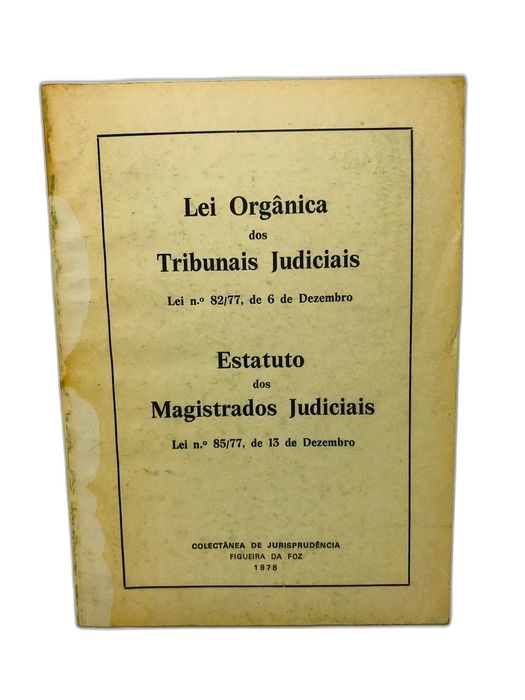 Lei Orgânica
dos
Tribunais Judiciais
Lei n.º 82/77, de 6 de Dezembro
Estatuto
dos
Magistrados Judiciais
Lei n.º 85/77, de 13 de Dezembro
COLECTÂNEA DE JURISPRUDÊNCIA
FIGUEIRA DA FOZ
1978